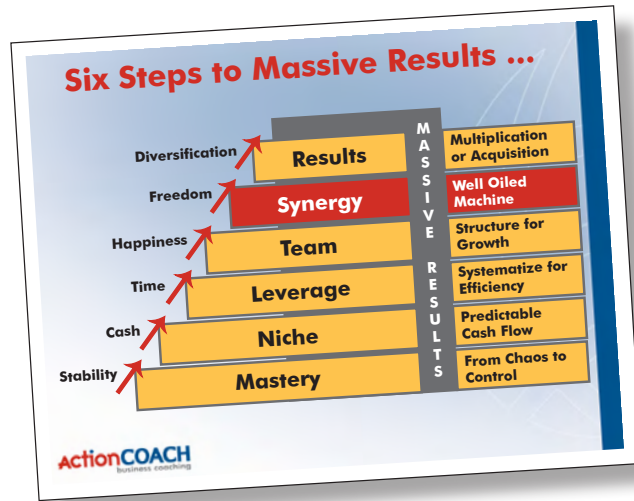 Six Steps to Massive Results ...
Diversification
Results
Multiplication
or Acquisition
Freedom
Synergy
Well Oiled
Machine
Happiness
Team
Structure for
Growth
Time
Leverage
Systematize for
Efficiency
Cash
Niche
Predictable
Cash Flow
Stability
Mastery
From Chaos to
Control
MASSIVE RESULTS
ActionCOACH
business coaching